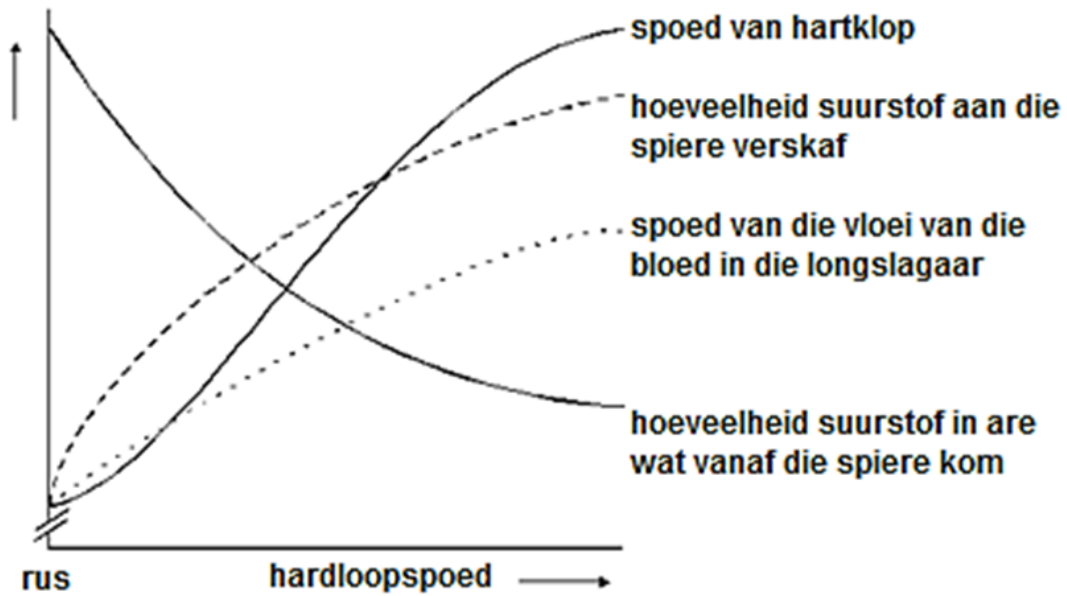 spoed van hartklop
hoeveelheid suurstof aan die
spiere verskaf
spoed van die vloei van die
bloed in die longslagaar
hoeveelheid suurstof in are
wat vanaf die spiere kom
rus
hardloopspoed